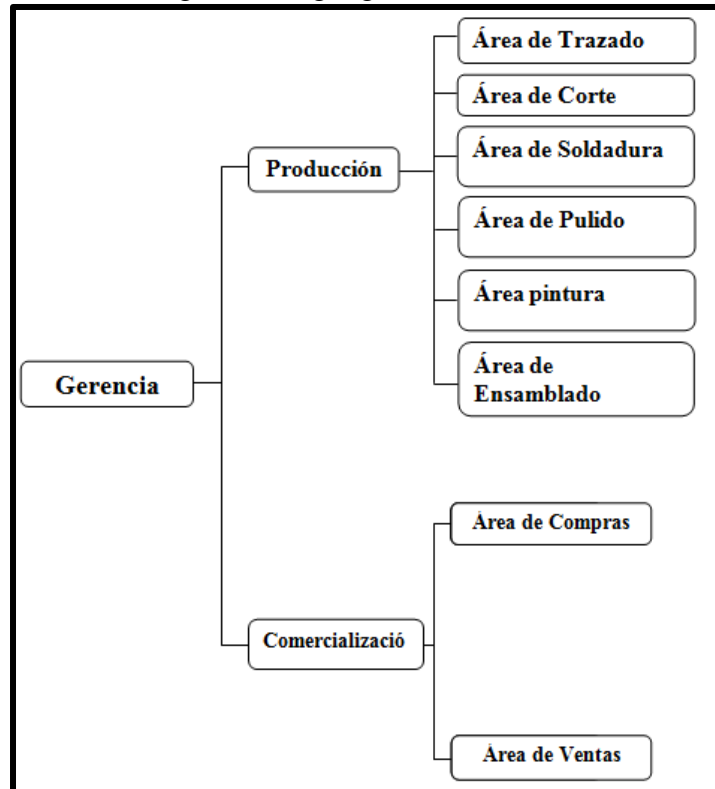 Área de Trazado
Área de Corte
Área de Soldadura
Producción
Área de Pulido
Área pintura
Área de
Ensamblado
Gerencia
Área de Compras
Comercializació
Área de Ventas